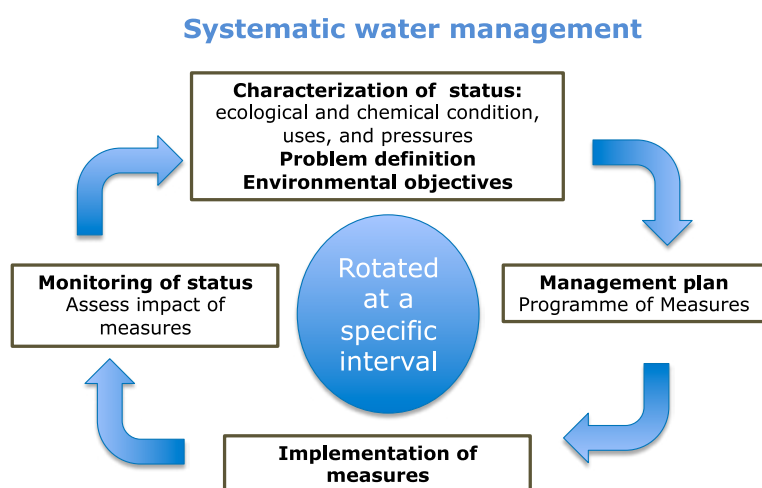 Systematic water management
Characterization of status:
ecological and chemical condition,
uses, and pressures
Problem definition
Environmental objectives
Monitoring of status
Assess impact of
measures
Rotated
at a
specific
interval
Management plan
Programme of Measures
Implementation of
measures